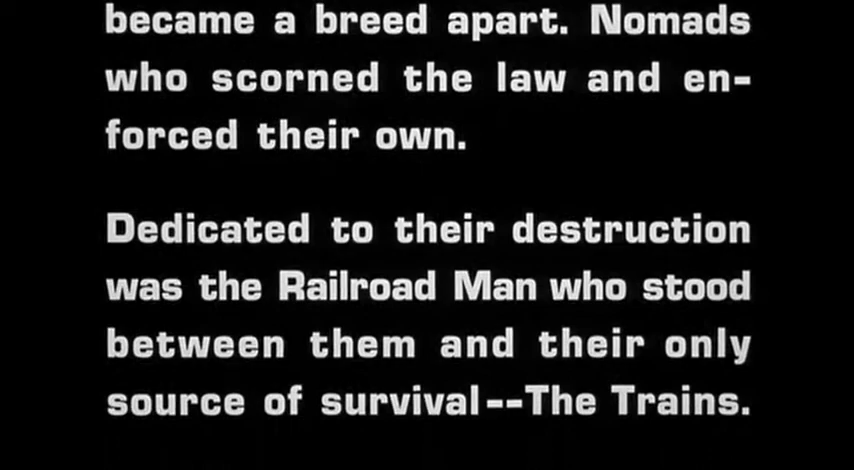 became a breed apart. Nomads
who scorned the law and en-
forced their own.
Dedicated to their destruction
was the Railroad Man who stood
between them and their only
source of survival--The Trains.